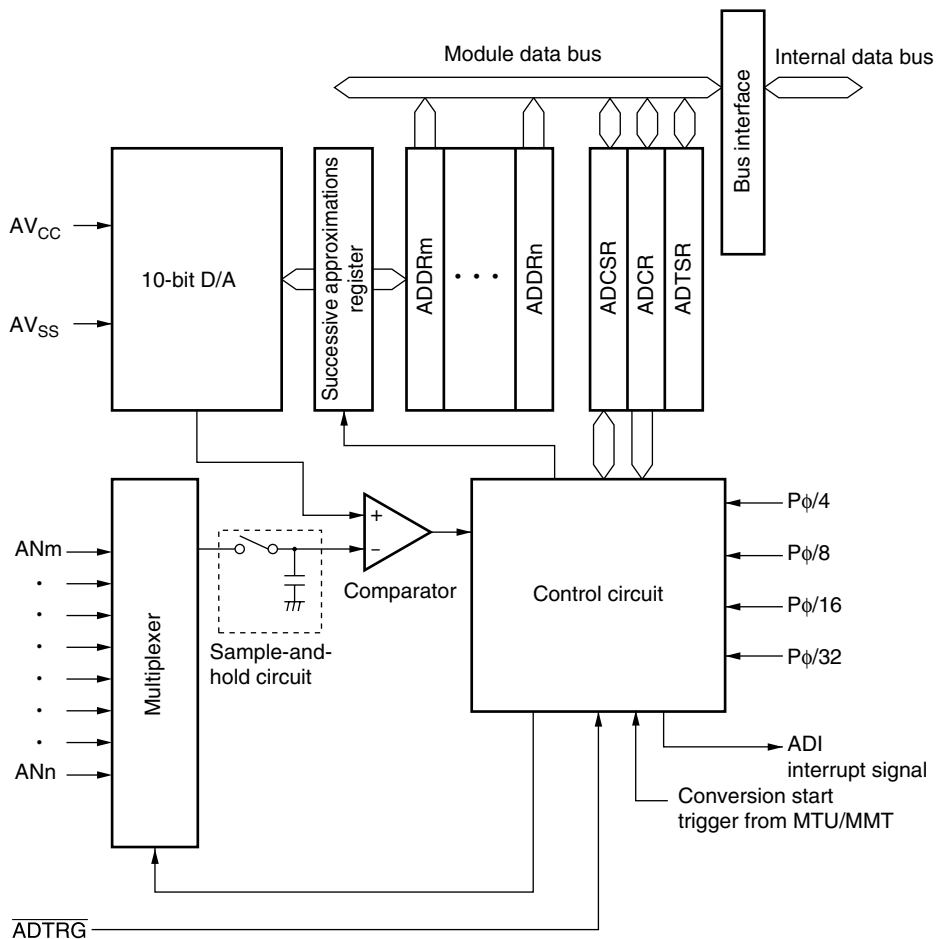 Module data bus
Internal data bus
Bus interface
AVCC
AVSS
10-bit D/A
Successive approximations
register
ADDRm
• • •
ADDRn
ADCSR
ADCR
ADTSR
ANm
•
•
•
•
•
•
ANn
Multiplexer
Sample-and-
hold circuit
+
−
Comparator
Control circuit
Pϕ/4
Pϕ/8
Pϕ/16
Pϕ/32
ADI
interrupt signal
Conversion start
trigger from MTU/MMT
ADTRG